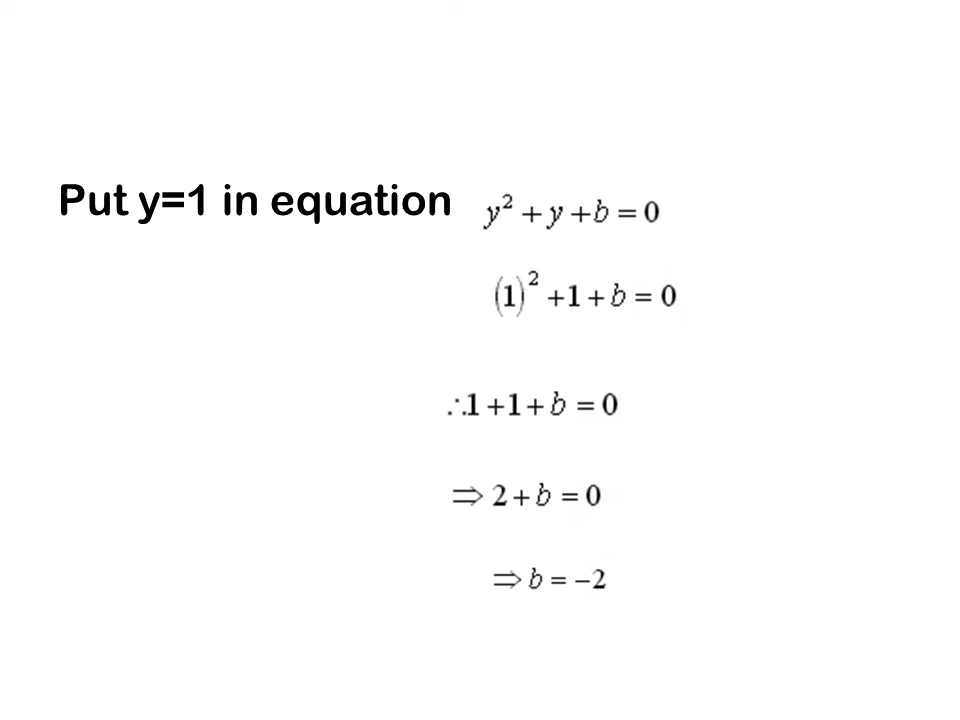 Put y=1 in equation y² + y + b = 0
(1)² + 1 + b = 0
∴1 + 1 + b = 0
⇒ 2 + b = 0
⇒ b = −2